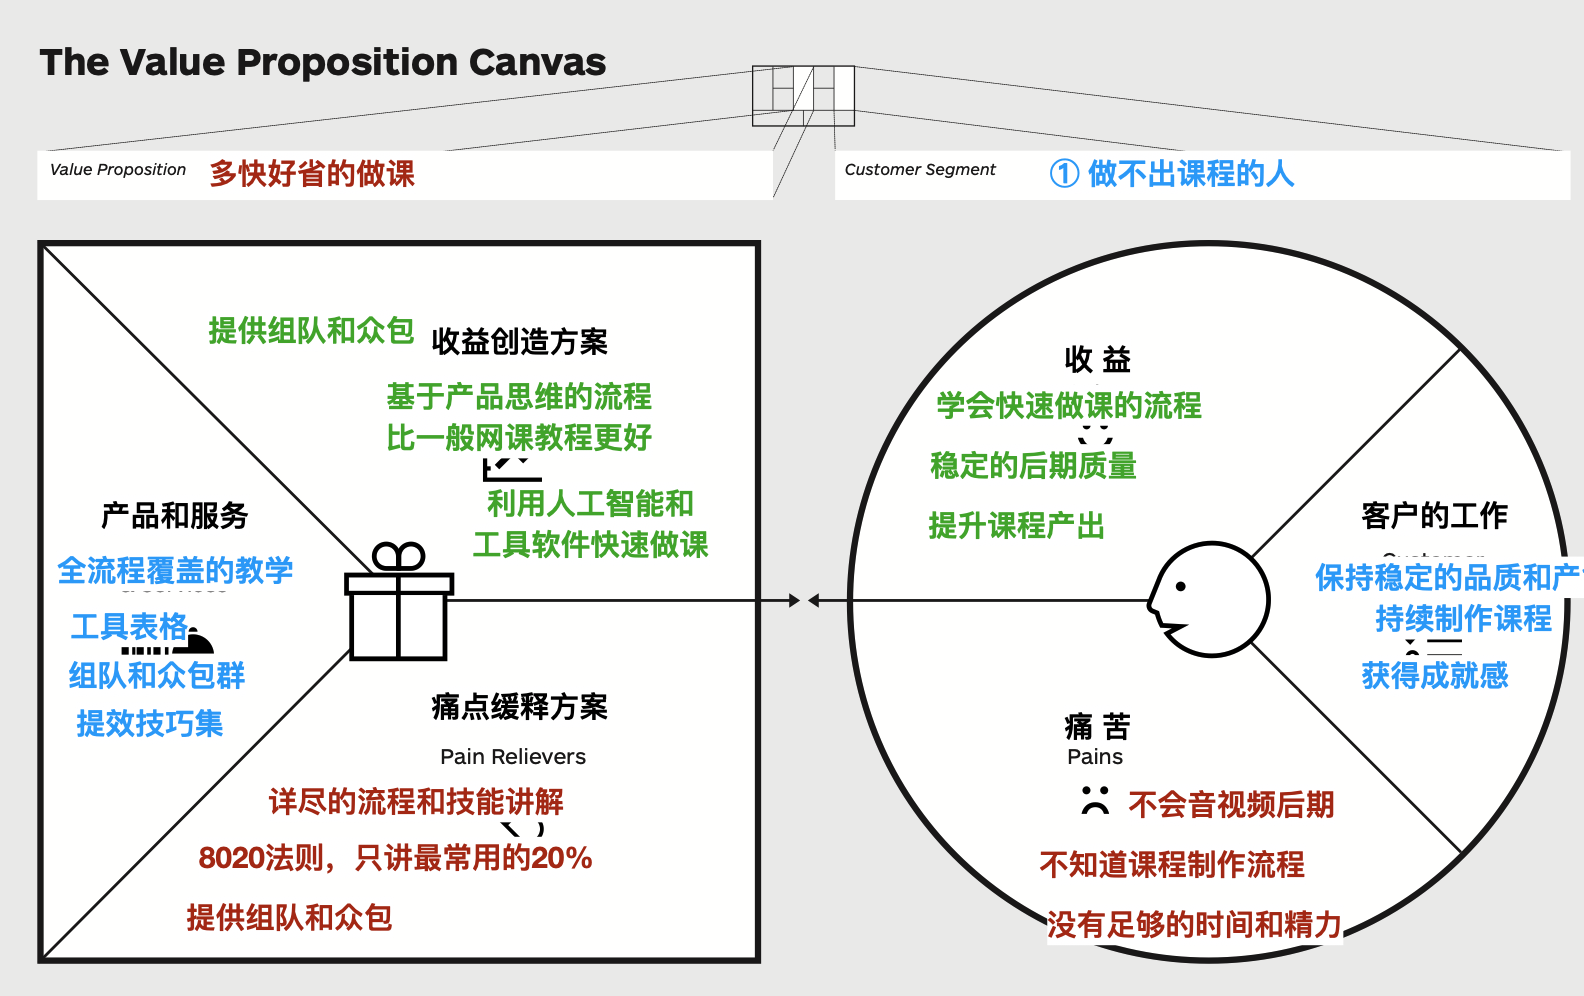 The Value Proposition Canvas
Value Proposition 多快好省的做课
Customer Segment ① 做不出课程的人
提供组队和众包
收益创造方案
基于产品思维的流程
比一般网课教程更好
利用人工智能和
工具软件快速做课
产品和服务
全流程覆盖的教学
工具表格
组队和众包群
提效技巧集
痛点缓释方案
Pain Relievers
详尽的流程和技能讲解
8020法则，只讲最常用的20%
提供组队和众包
收 益
学会快速做课的流程
稳定的后期质量
提升课程产出
客户的工作
保持稳定的品质和产
持续制作课程
获得成就感
痛 苦
Pains
不会音视频后期
不知道课程制作流程
没有足够的时间和精力